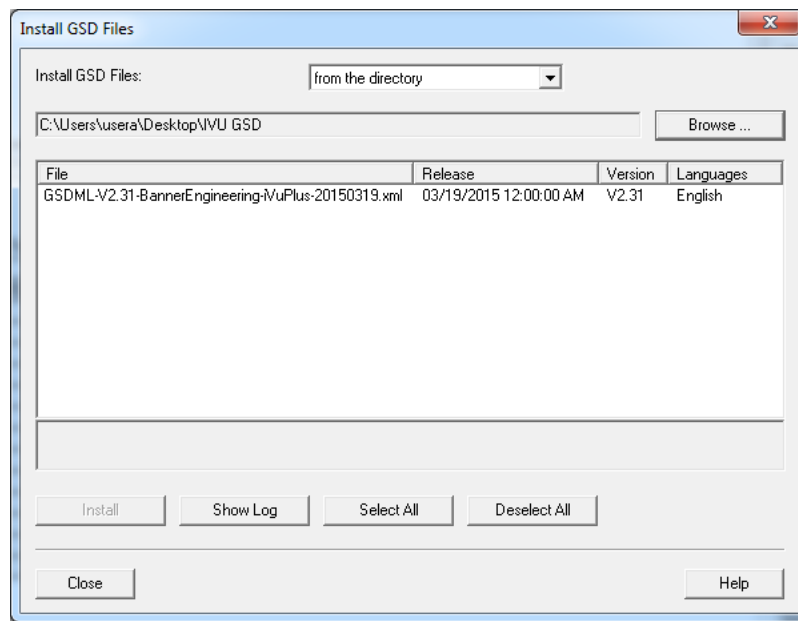 Install GSD Files
Install GSD Files: from the directory
C:\Users\usera\Desktop\IVU GSD Browse ...
File Release Version Languages
GSDML-V2.31-BannerEngineering-iVuPlus-20150319.xml 03/19/2015 12:00:00 AM V2.31 English
Install Show Log Select All Deselect All
Close Help